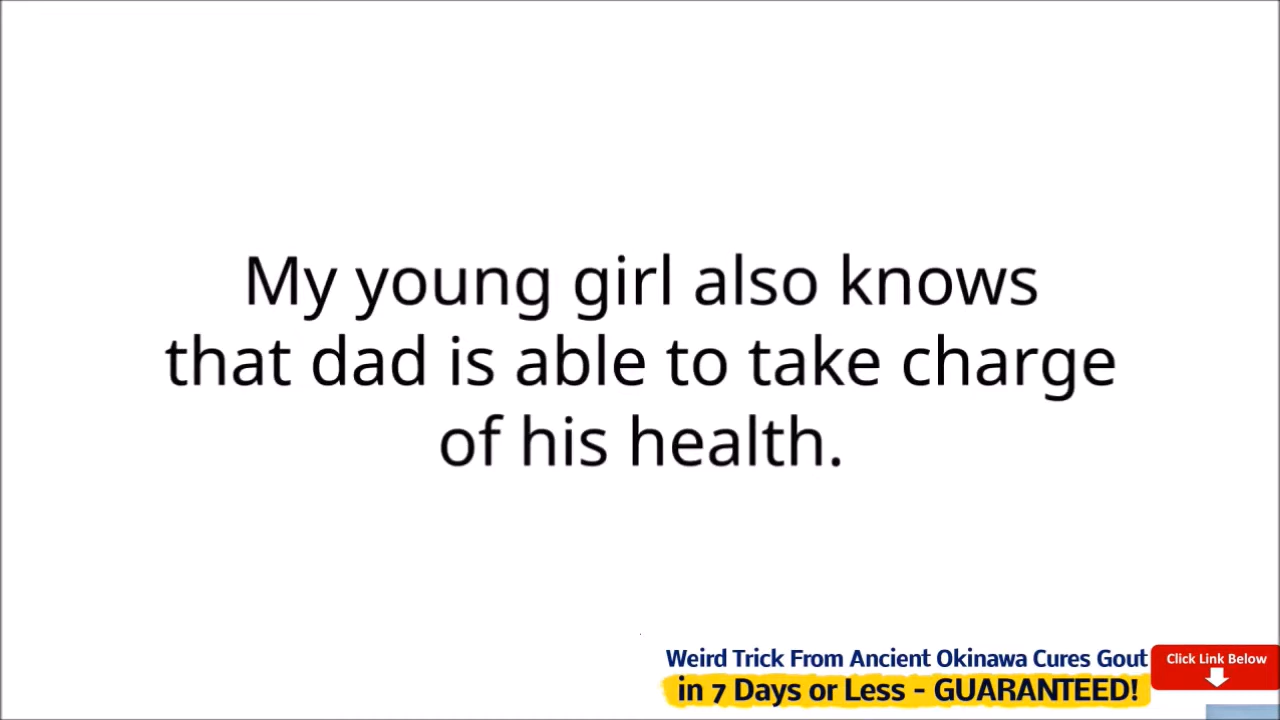 My young girl also knows
that dad is able to take charge
of his health.
Weird Trick From Ancient Okinawa Cures Gout
in 7 Days or Less - GUARANTEED!
Click Link Below